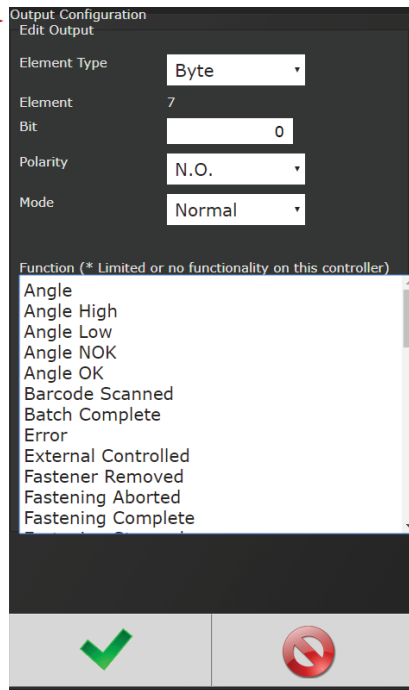 Output Configuration
Edit Output
Element Type Byte
Element 7
Bit 0
Polarity N.O.
Mode Normal
Function (* Limited or no functionality on this controller)
Angle
Angle High
Angle Low
Angle NOK
Angle OK
Barcode Scanned
Batch Complete
Error
External Controlled
Fastener Removed
Fastening Aborted
Fastening Complete